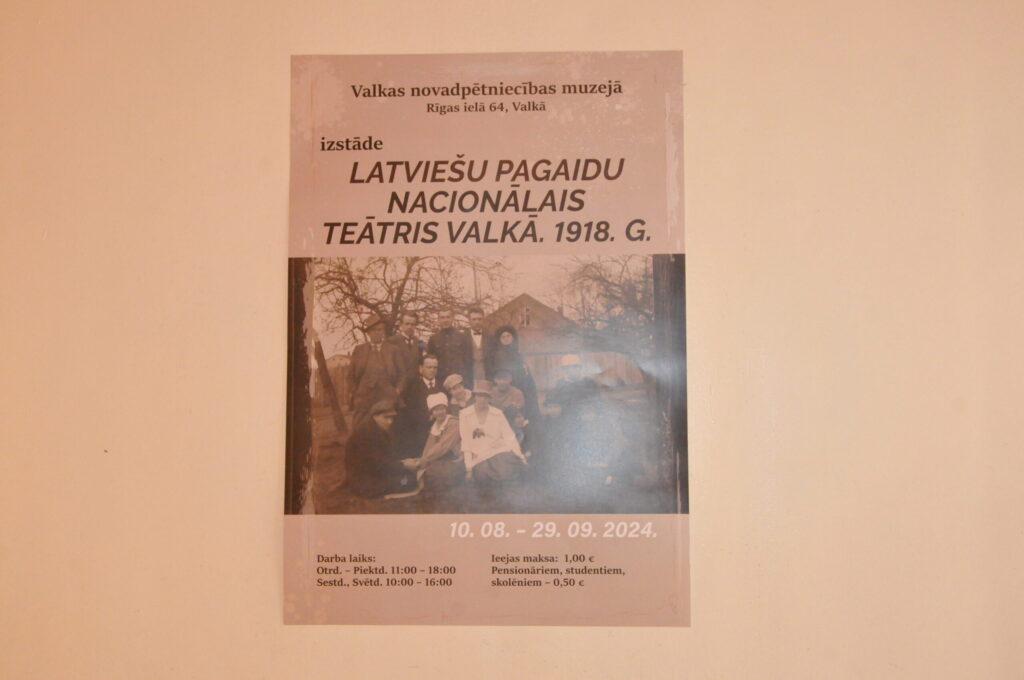 Valkas novadpētniecības muzejā
Rīgas ielā 64, Valkā
izstāde
LATVIEŠU PAGAIDU
NACIONĀLAIS
TEĀTRIS VALKĀ. 1918. G.
10. 08. – 29. 09. 2024.
Darba laiks:
Otrd. – Piektd. 11:00 – 18:00
Sestd., Svētd. 10:00 – 16:00
Ieejas maksa: 1,00 €
Pensionāriem, studentiem,
skolēniem – 0,50 €